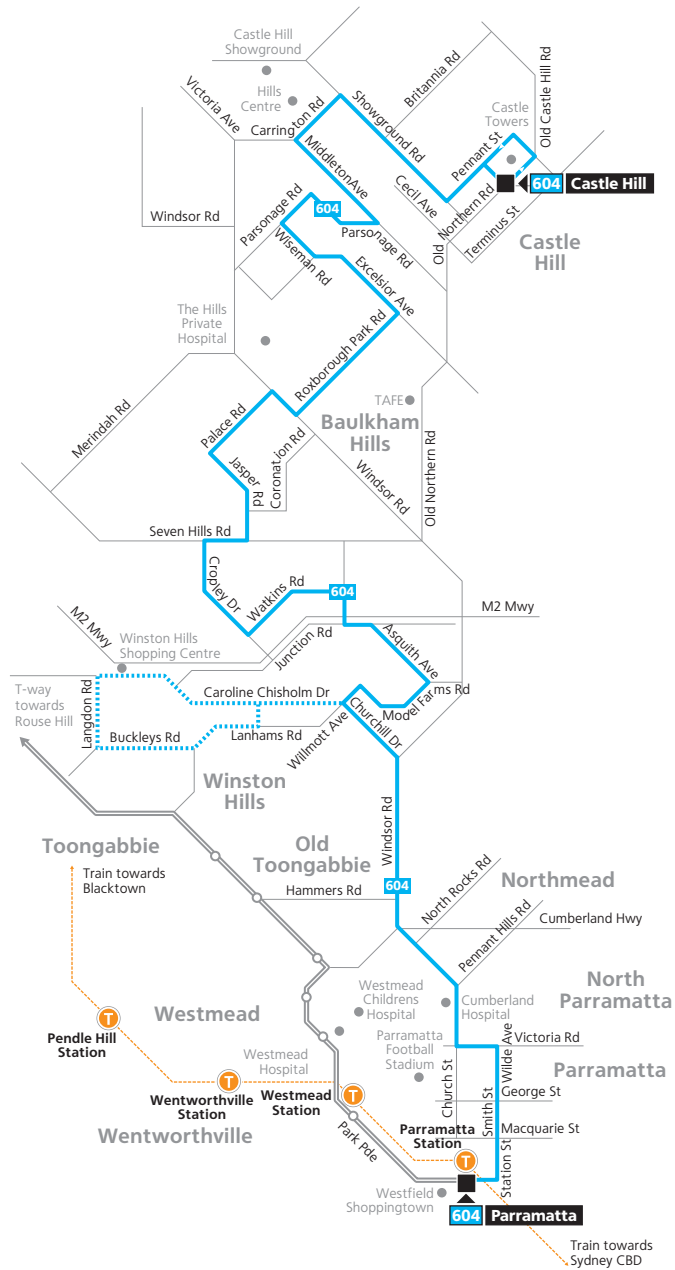 Castle Hill
Showground
Hills
Centre
Victoria Ave
Carrington Rd
Showground Rd
Britannia Rd
Old Castle Hill Rd
Castle
Towers
Pennant St
604 Castle Hill
Middleton Ave
Cecil Ave
Old Northern Rd
Terminus St
Castle
Hill
Parsonage Rd
604
Parsonage Rd
Windsor Rd
Wiseman Rd
Excelsior Ave
The Hills
Private
Hospital
Roxborough Park Rd
TAFE
Baulkham
Hills
Merindah Rd
Palace Rd
Jasper Rd
Coronation Rd
Windsor Rd
Old Northern Rd
Seven Hills Rd
Cropley Dr
Watkins Rd
604
M2 Mwy
M2 Mwy
Winston Hills
Shopping Centre
Junction Rd
Asquith Ave
T-way
towards
Rouse Hill
Langdon Rd
Caroline Chisholm Dr
Model Farms Rd
Buckleys Rd
Lanhams Rd
Willmott Ave
Churchill Dr
Winston
Hills
Windsor Rd
Toongabbie
Old
Toongabbie
Train towards
Blacktown
Hammers Rd
604
North Rocks Rd
Northmead
Pennant Hills Rd
Cumberland Hwy
North
Parramatta
Westmead
Westmead
Childrens
Hospital
Cumberland
Hospital
T
Pendle Hill
Station
Westmead
Hospital
Parramatta
Football
Stadium
Wilde Ave
Victoria Rd
Parramatta
T
Wentworthville
Station
T
Westmead
Station
Church St
Smith St
George St
Wentworthville
Park Pde
Parramatta
Station
T
Macquarie St
Station St
Westfield
Shoppingtown
604 Parramatta
Train towards
Sydney CBD